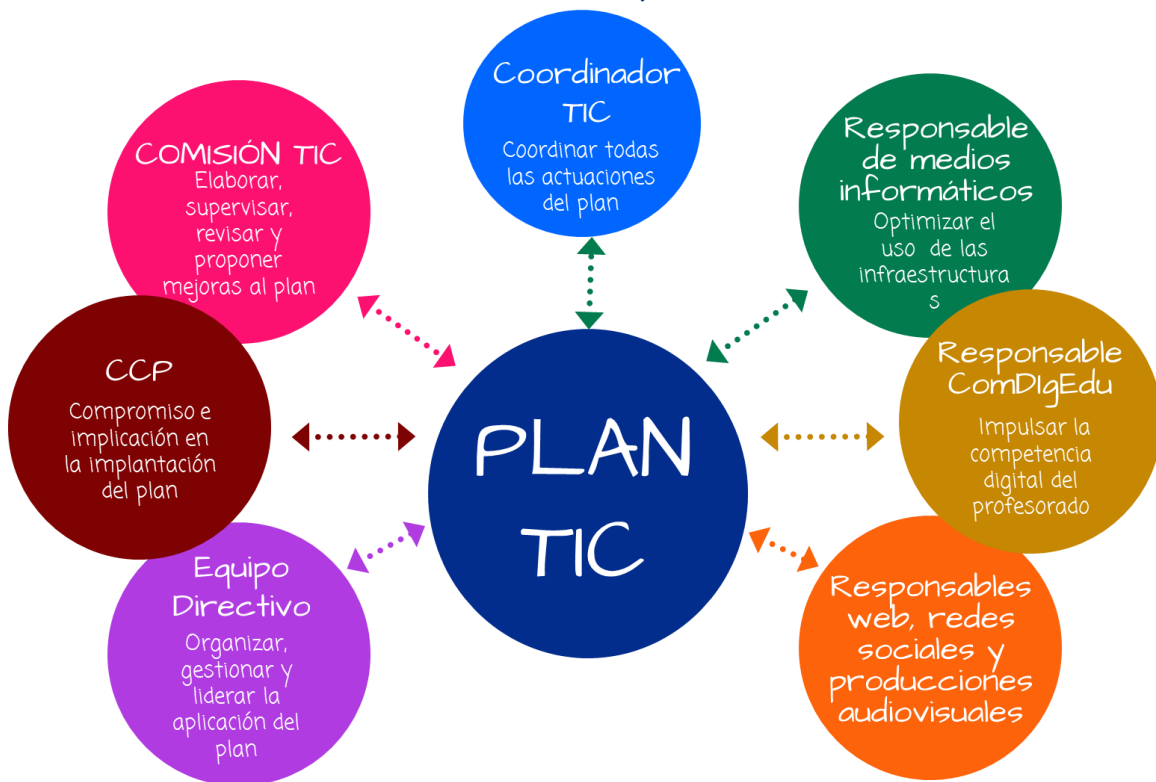 Coordinador
TIC
Coordinar todas
las actuaciones
del plan
COMISIÓN TIC
Elaborar,
supervisar,
revisar y
proponer
mejoras al plan
Responsable
de medios
informáticos
Optimizar el
uso de las
infraestructura
s
CCP
Compromiso e
implicación en
la implantación
del plan
PLAN
TIC
Responsable
ComDIgEdu
Impulsar la
competencia
digital del
profesorado
Equipo
Directivo
Organizar,
gestionar y
liderar la
aplicación del
plan
Responsables
web, redes
sociales y
producciones
audiovisuales